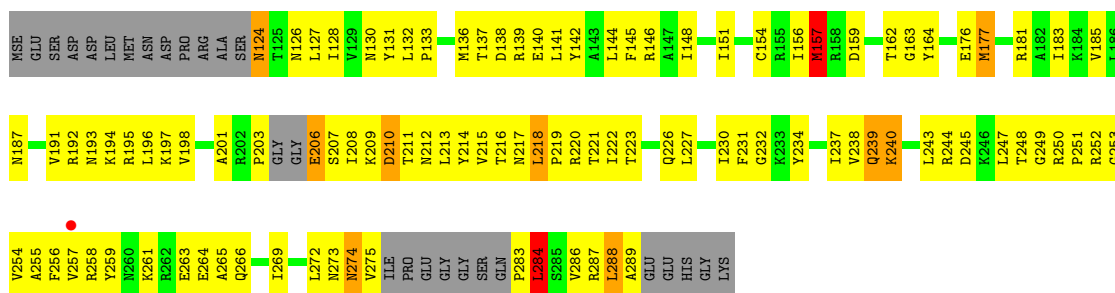 MSE GLU SER ASP ASP LEU MET ASN ASP PRO ARG ALA SER N124 T125 N126 L127 I128 V129 N130 Y131 L132 P133 M136 T137 D138 R139 E140 L141 Y142 A143 L144 F145 R146 A147 I148 I151 C154 R155 I156 M157 R158 D159 T162 G163 Y164 E176 M177 R181 A182 I183 K184 V185 L186
N187 V191 R192 N193 K194 R195 L196 K197 V198 A201 R202 P203 GLY GLY E206 S207 I208 K209 D210 T211 N212 L213 Y214 V215 T216 N217 L218 P219 R220 T221 I222 T223 Q226 L227 I230 F231 G232 K233 Y234 I237 V238 Q239 K240 L243 R244 D245 K246 L247 T248 G249 R250 P251 R252 G253
V254 A255 F256 V257 R258 Y259 N260 K261 R262 E263 E264 A265 Q266 I269 L272 N273 N274 V275 ILE PRO GLU GLY GLY SER GLN P283 L284 S285 V286 R287 L288 A289 GLU GLU HIS GLY LYS